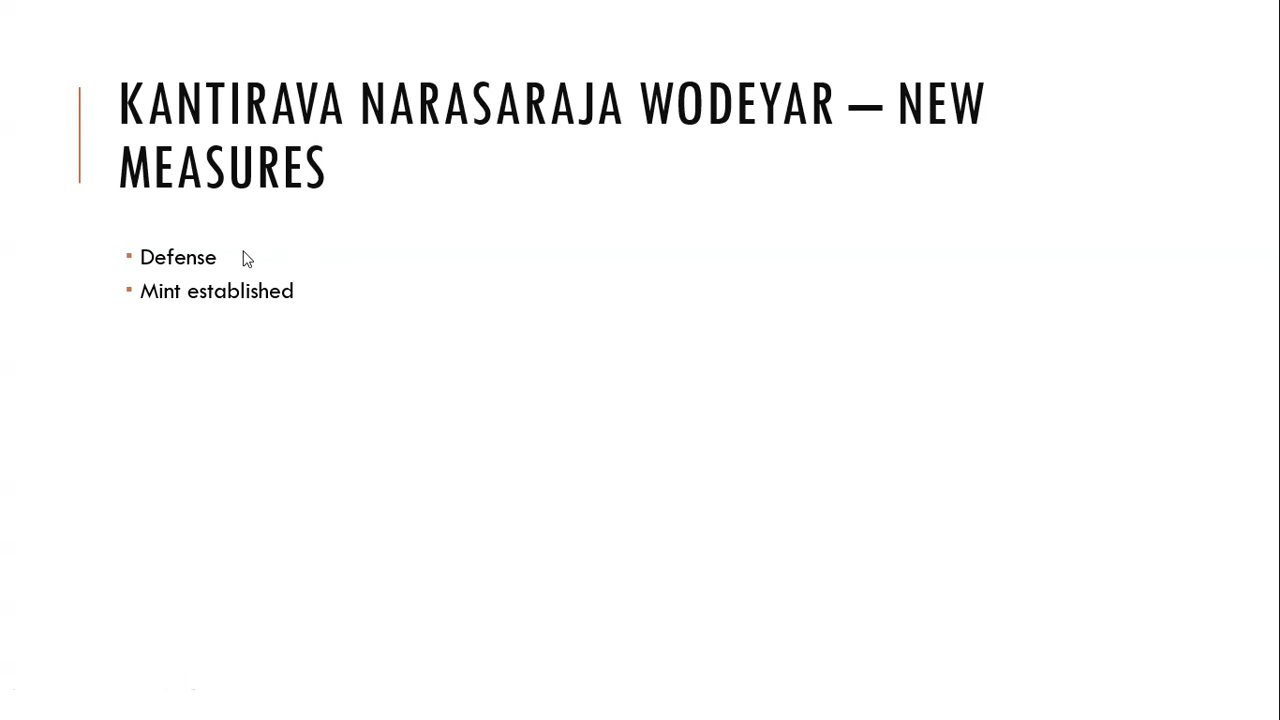 KANTIRAVA NARASARAJA WODEYAR – NEW
MEASURES
▪ Defense
▪ Mint established